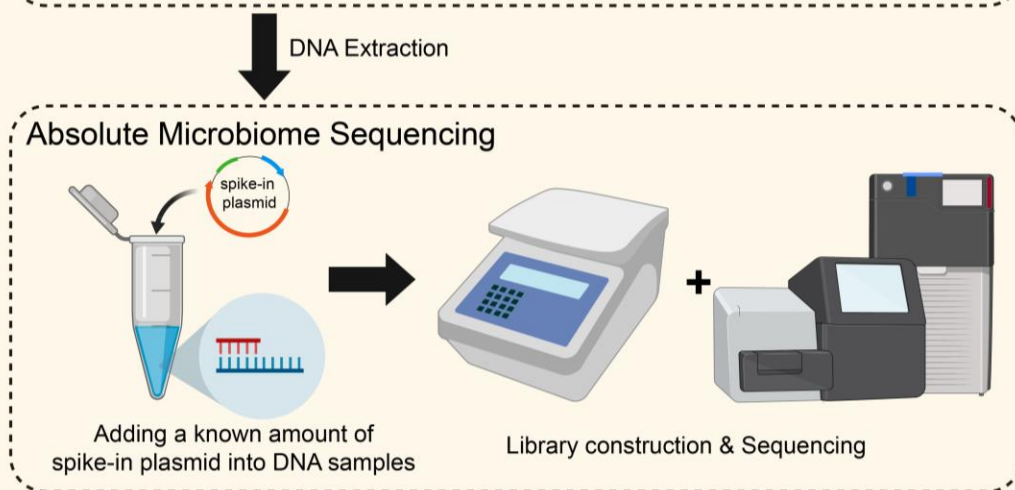 DNA Extraction
Absolute Microbiome Sequencing
spike-in
plasmid
+
Adding a known amount of
spike-in plasmid into DNA samples
Library construction & Sequencing